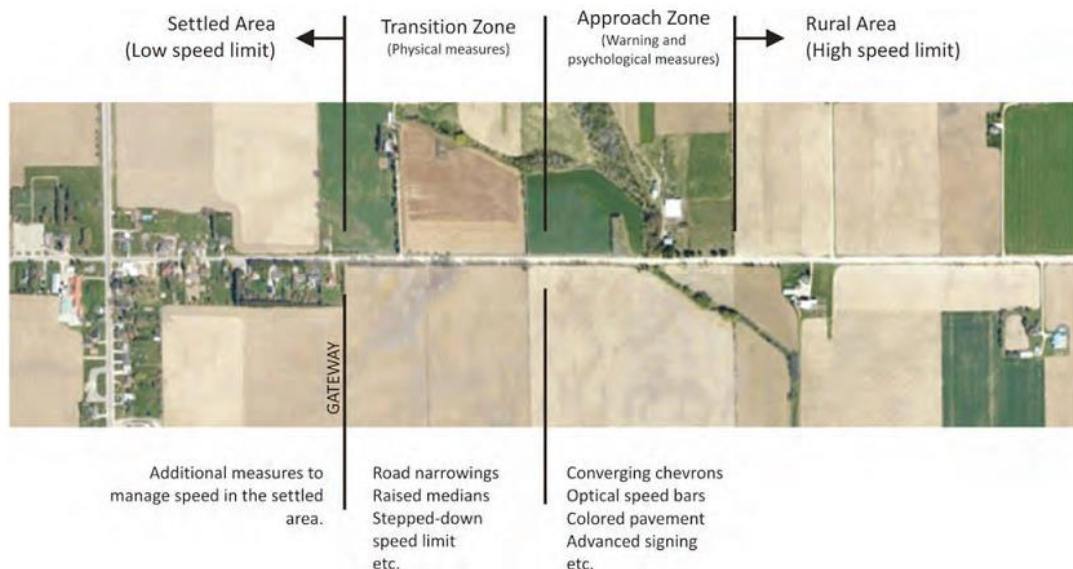 Settled Area
(Low speed limit)
Transition Zone
(Physical measures)
Approach Zone
(Warning and
psychological measures)
Rural Area
(High speed limit)
GATEWAY
Additional measures to
manage speed in the settled
area.
Road narrowings
Raised medians
Stepped-down
speed limit
etc.
Converging chevrons
Optical speed bars
Colored pavement
Advanced signing
etc.